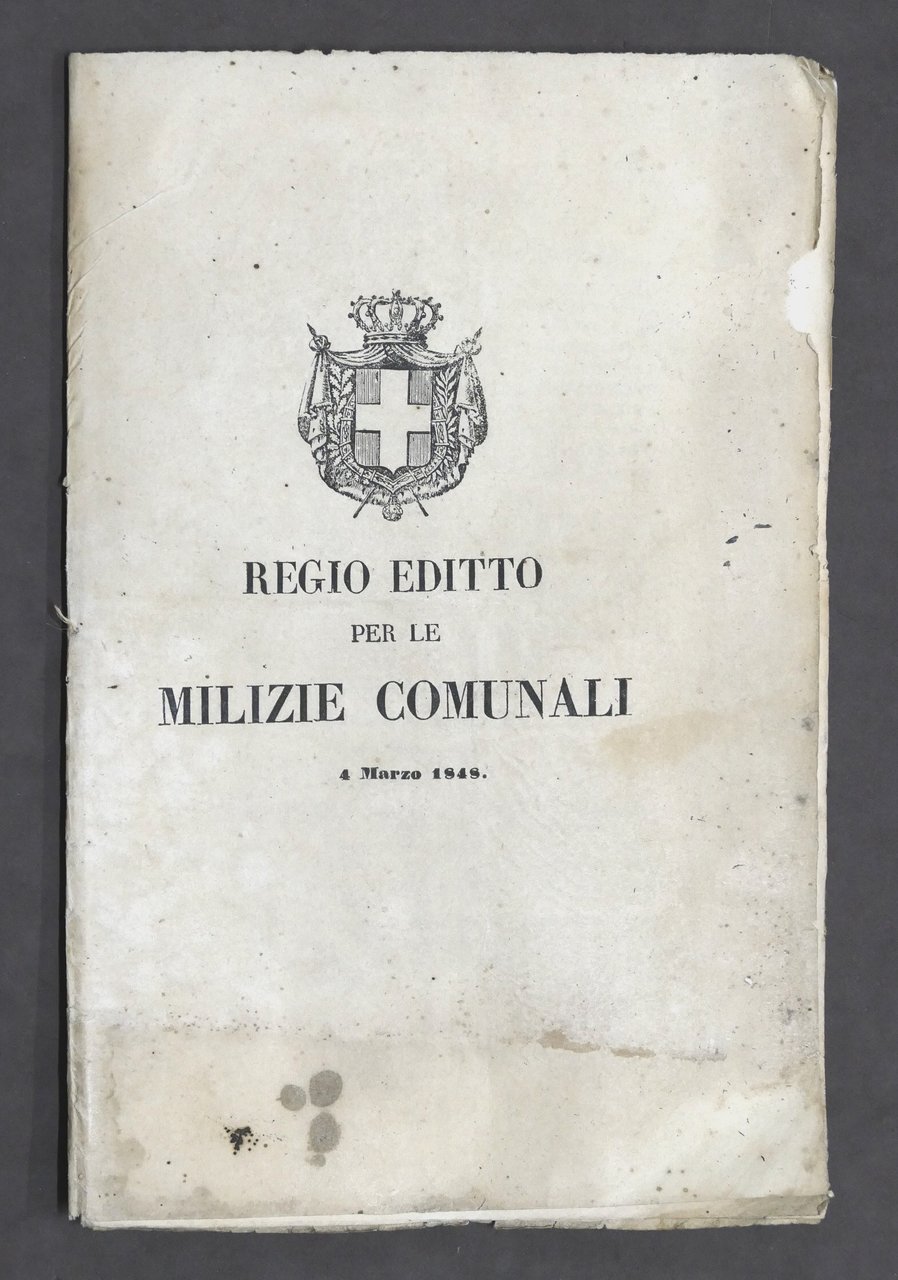 REGIO EDITTO
PER LE
MILIZIE COMUNALI
4 Marzo 1848.